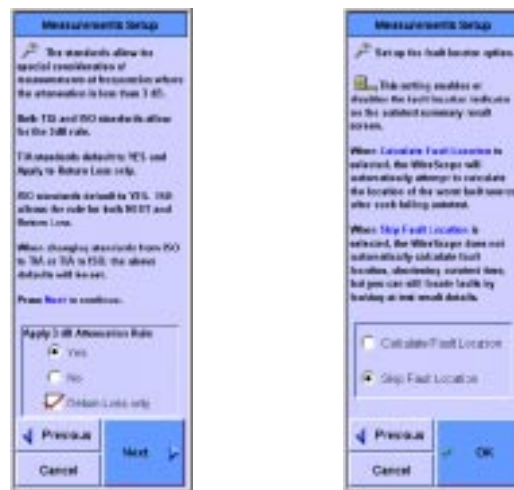 Measurements Setup
The standards allow for
special consideration of
measurements at frequencies where
the attenuation is less than 3 dB.
Both TIA and ISO standards allow
for the 3dB rule.
TIA standards default to YES and
Apply to Return Loss only.
ISO standards default to YES. ISO
allows the rule for both NEXT and
Return Loss.
When changing standards from ISO
to TIA or TIA to ISO, the above
defaults will be set.
Press Next to continue.
Apply 3 dB Attenuation Rule
Yes
No
Return Loss only
Previous
Next
Cancel
Measurements Setup
Set up the fault locator option.
This setting enables or
disables the fault locator indicator
on the autotest summary result
screen.
When Calculate Fault Location is
selected, the WireScope will
automatically attempt to calculate
the location of the worst fault source
after each failing autotest.
When Skip Fault Location is
selected, the WireScope does not
automatically calculate fault
location, shortening autotest time,
but you can still locate faults by
looking at test result details.
Calculate Fault Location
Skip Fault Location
Previous
OK
Cancel